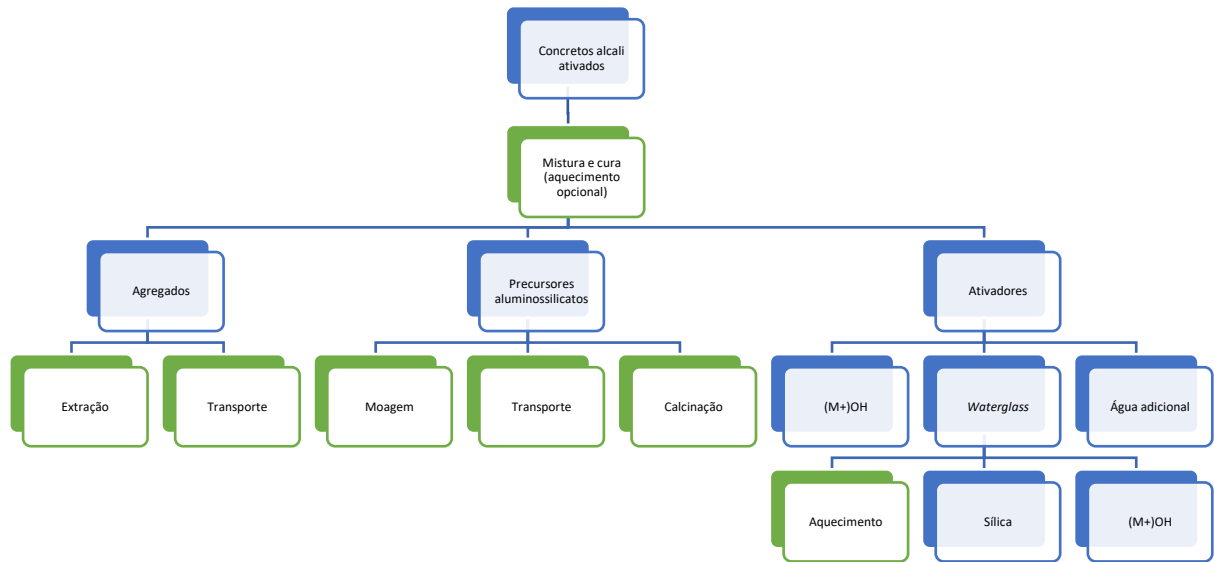 Concretos alcali
ativados
Mistura e cura
(aquecimento
opcional)
Agregados
Precursores
aluminossilicatos
Ativadores
Extração
Transporte
Moagem
Transporte
Calcinação
(M+)OH
Waterglass
Água adicional
Aquecimento
Sílica
(M+)OH